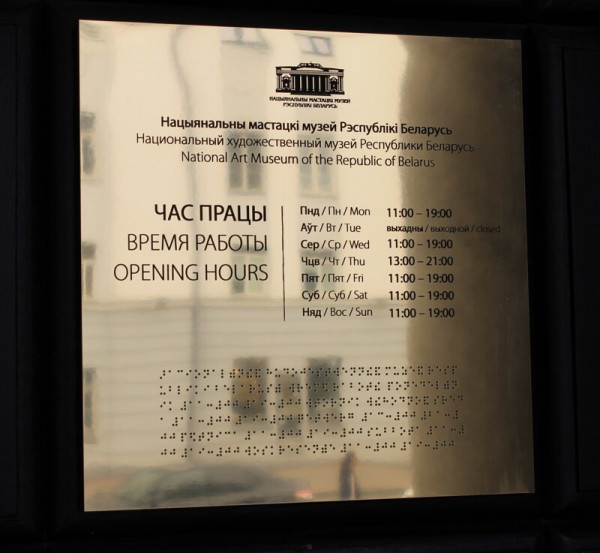 НАЦЫЯНАЛЬНЫ МАСТАЦКІ МУЗЕЙ
РЭСПУБЛІКІ БЕЛАРУСЬ
Нацыянальны мастацкі музей Рэспублікі Беларусь
Национальный художественный музей Республики Беларусь
National Art Museum of the Republic of Belarus
ЧАС ПРАЦЫ
ВРЕМЯ РАБОТЫ
OPENING HOURS
Пнд / Пн / Mon 11:00 – 19:00
Аўт / Вт / Tue выхадны / выходной / closed
Сер / Ср / Wed 11:00 – 19:00
Чцв / Чт / Thu 13:00 – 21:00
Пят / Пят / Fri 11:00 – 19:00
Суб / Суб / Sat 11:00 – 19:00
Няд / Вос / Sun 11:00 – 19:00